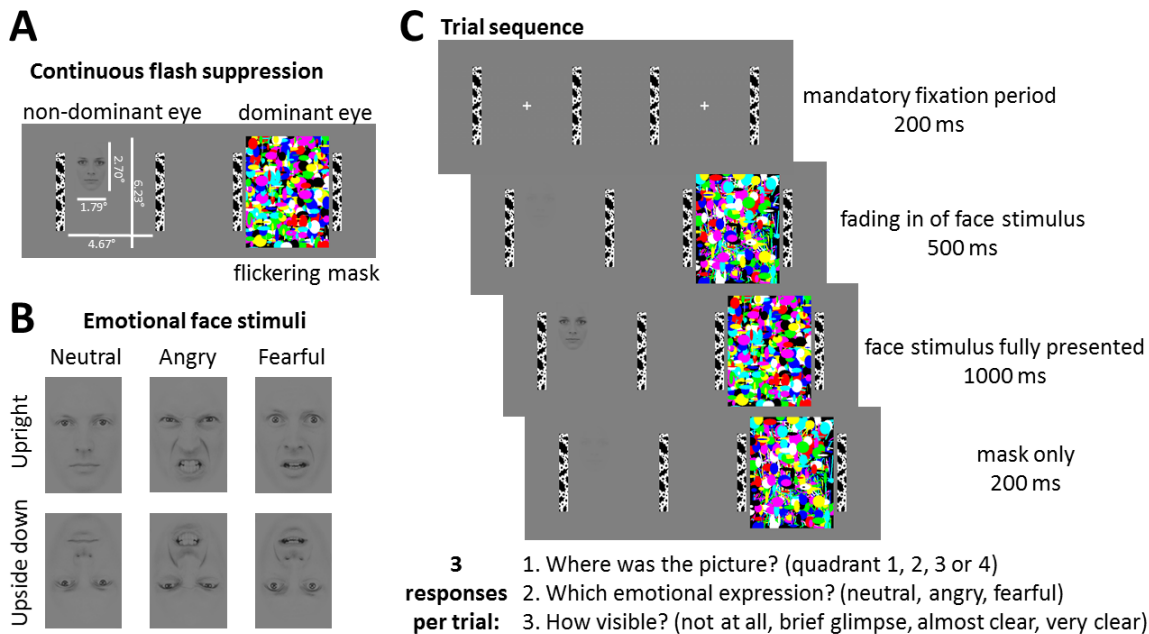 A
Continuous flash suppression
non-dominant eye
dominant eye
2.70°
6.23°
1.79°
4.67°
flickering mask
B
Emotional face stimuli
Neutral
Angry
Fearful
Upright
Upside down
C
Trial sequence
mandatory fixation period
200 ms
fading in of face stimulus
500 ms
face stimulus fully presented
1000 ms
mask only
200 ms
3 responses per trial:
1. Where was the picture? (quadrant 1, 2, 3 or 4)
2. Which emotional expression? (neutral, angry, fearful)
3. How visible? (not at all, brief glimpse, almost clear, very clear)